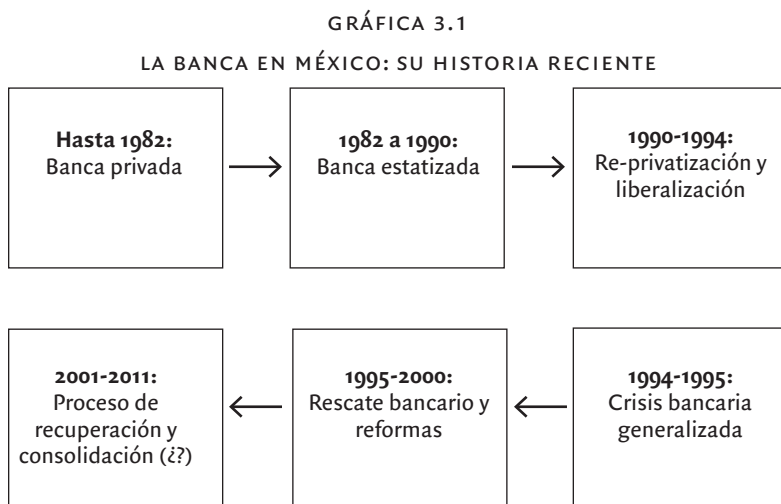 GRÁFICA 3.1
LA BANCA EN MÉXICO: SU HISTORIA RECIENTE
Hasta 1982:
Banca privada
1982 a 1990:
Banca estatizada
1990-1994:
Re-privatización y
liberalización
1994-1995:
Crisis bancaria
generalizada
1995-2000:
Rescate bancario y
reformas
2001-2011:
Proceso de
recuperación y
consolidación (¿?)